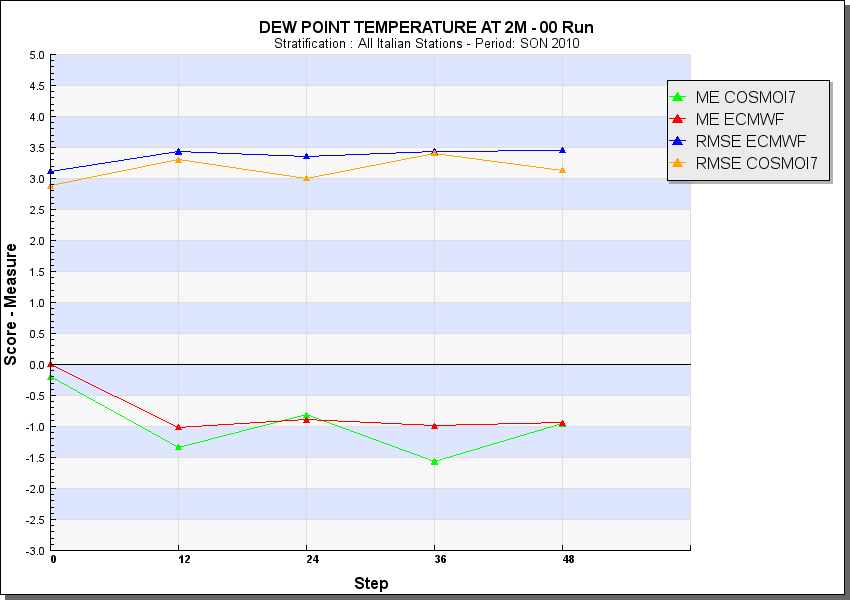 DEW POINT TEMPERATURE AT 2M - 00 Run
Stratification : All Italian Stations - Period: SON 2010
5.0
4.5
4.0
3.5
3.0
2.5
2.0
1.5
1.0
0.5
0.0
-0.5
-1.0
-1.5
-2.0
-2.5
-3.0
Score - Measure
ME COSMOI7
ME ECMWF
RMSE ECMWF
RMSE COSMOI7
0 12 24 36 48
Step